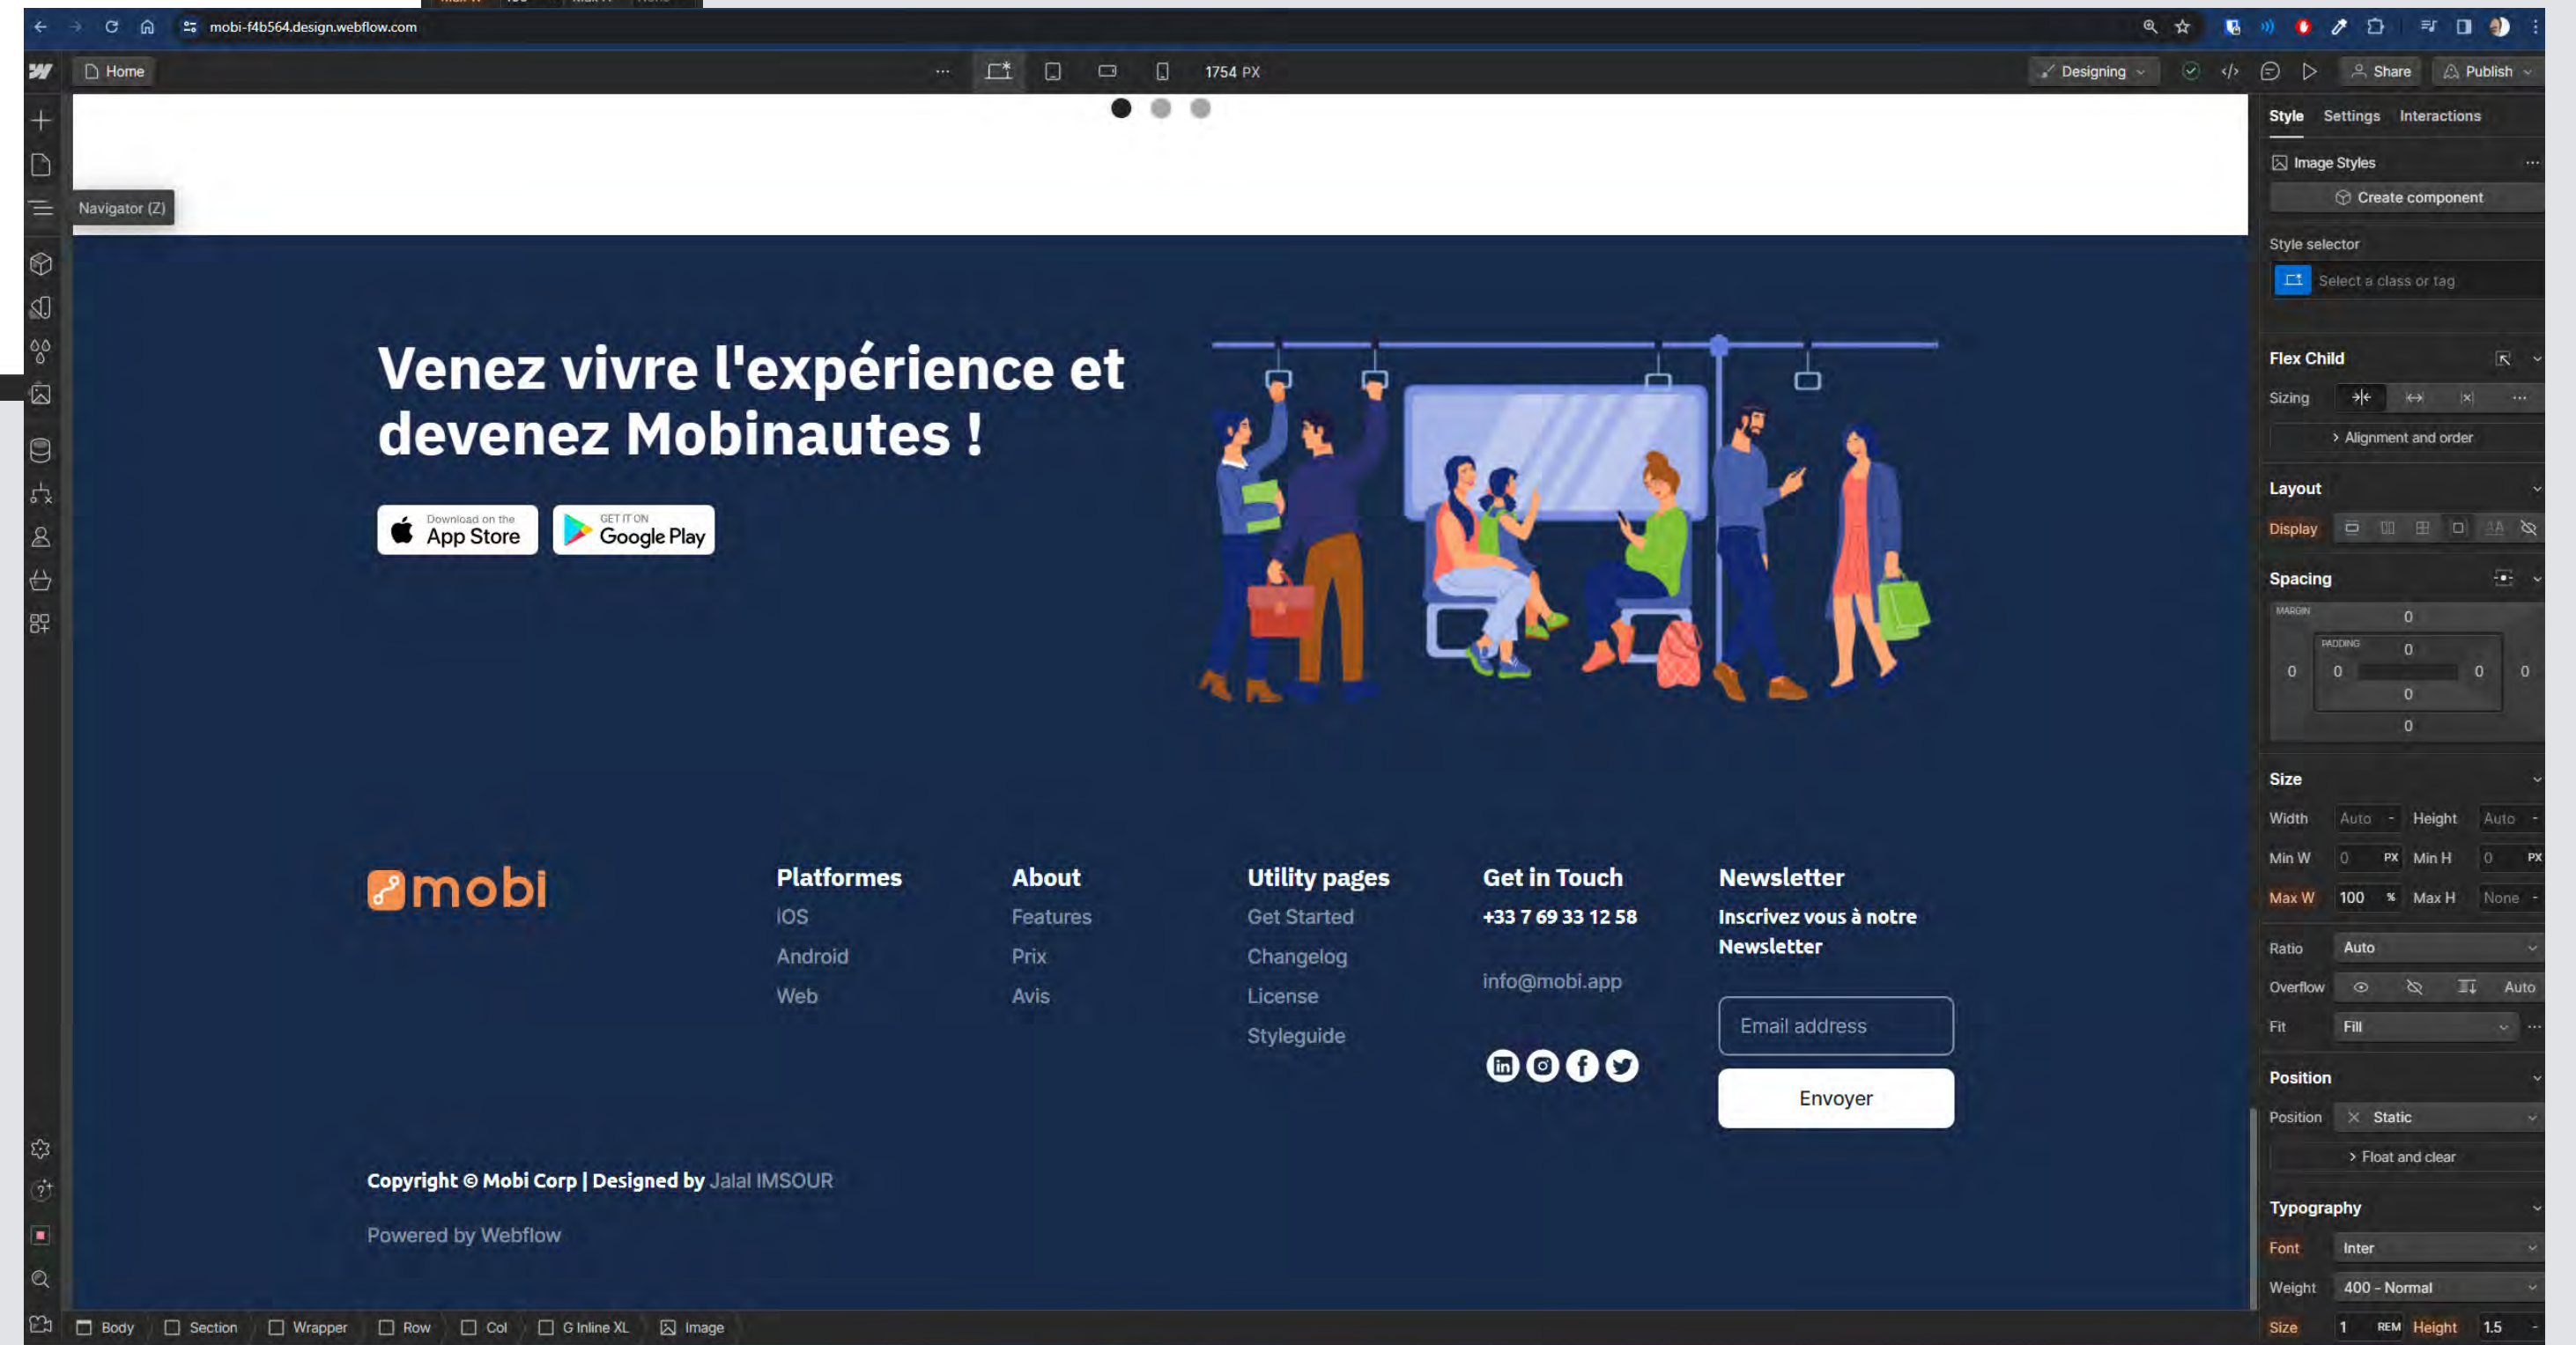 mobi-f4b564.design.webflow.com
Home
1754 PX
Designing
Share
Publish
Navigator (Z)
Venez vivre l'expérience et
devenez Mobinautes !
Download on the
App Store
GET IT ON
Google Play
mobi
Platformes
iOS
Android
Web
About
Features
Prix
Avis
Utility pages
Get Started
Changelog
License
Styleguide
Get in Touch
+33 7 69 33 12 58
info@mobi.app
Newsletter
Inscrivez vous à notre
Newsletter
Email address
Envoyer
Copyright © Mobi Corp | Designed by Jalal IMSOUR
Powered by Webflow
Body
Section
Wrapper
Row
Col
G Inline XL
Image
Style Settings Interactions
Image Styles
Create component
Style selector
Select a class or tag
Flex Child
Sizing
Alignment and order
Layout
Display
Spacing
MARGIN
0
PADDING
0
0 0 0 0
0
0
Size
Width Auto - Height Auto -
Min W 0 PX Min H 0 PX
Max W 100 % Max H None -
Ratio Auto
Overflow Auto
Fit Fill
Position
Position Static
Float and clear
Typography
Font Inter
Weight 400 - Normal
Size 1 REM Height 1.5 -